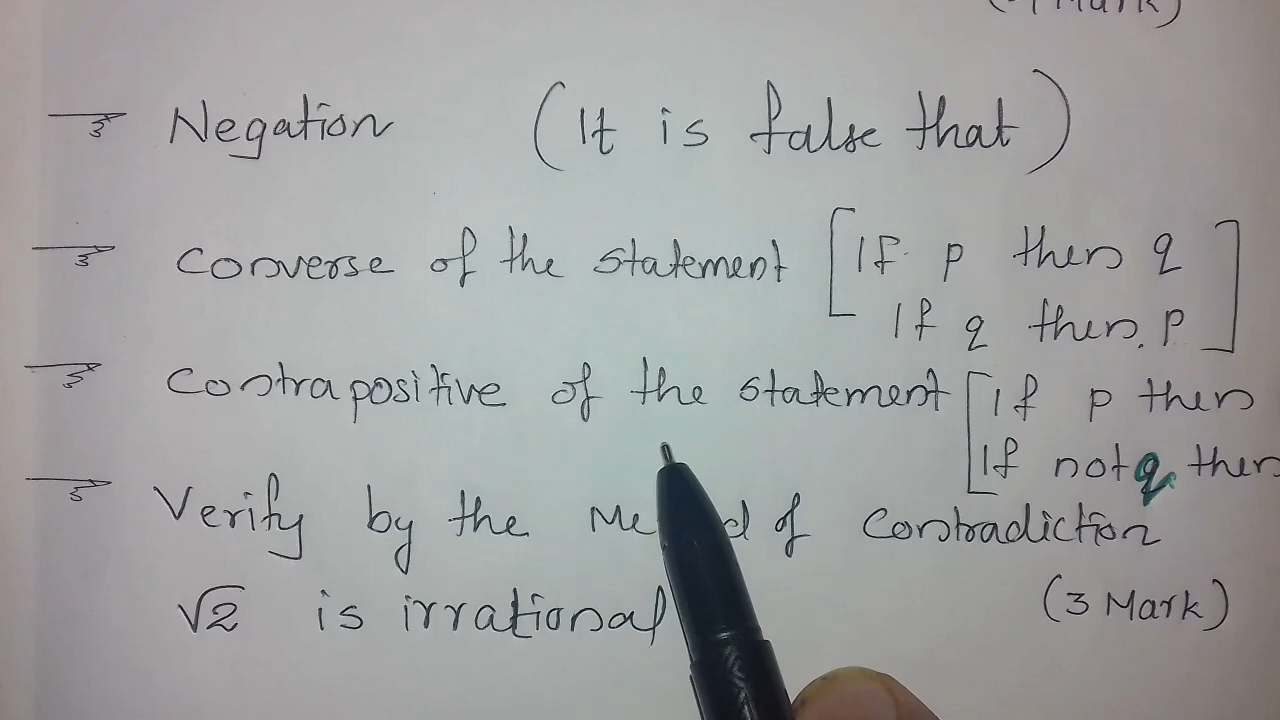 Mark)
Negation (It is false that)
Converse of the statement [If p then q
If q then p]
Contrapositive of the statement [If p then
If not q then
Verify by the of Contradiction
√2 is irrational (3 Mark)